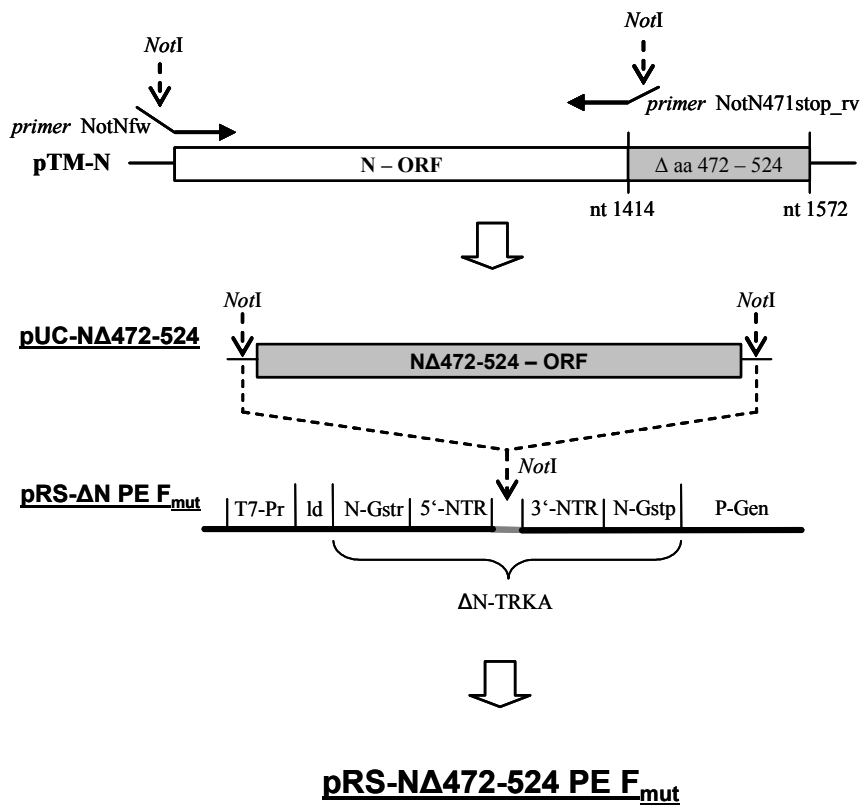 NotI
NotI
primer NotNfw
primer NotN471stop_rv
pTM-N
N – ORF
Δ aa 472 – 524
nt 1414
nt 1572
NotI
NotI
pUC-NΔ472-524
NΔ472-524 – ORF
NotI
pRS-ΔN PE Fmut
T7-Pr
ld
N-Gstr
5‘-NTR
3‘-NTR
N-Gstp
P-Gen
ΔN-TRKA
pRS-NΔ472-524 PE Fmut